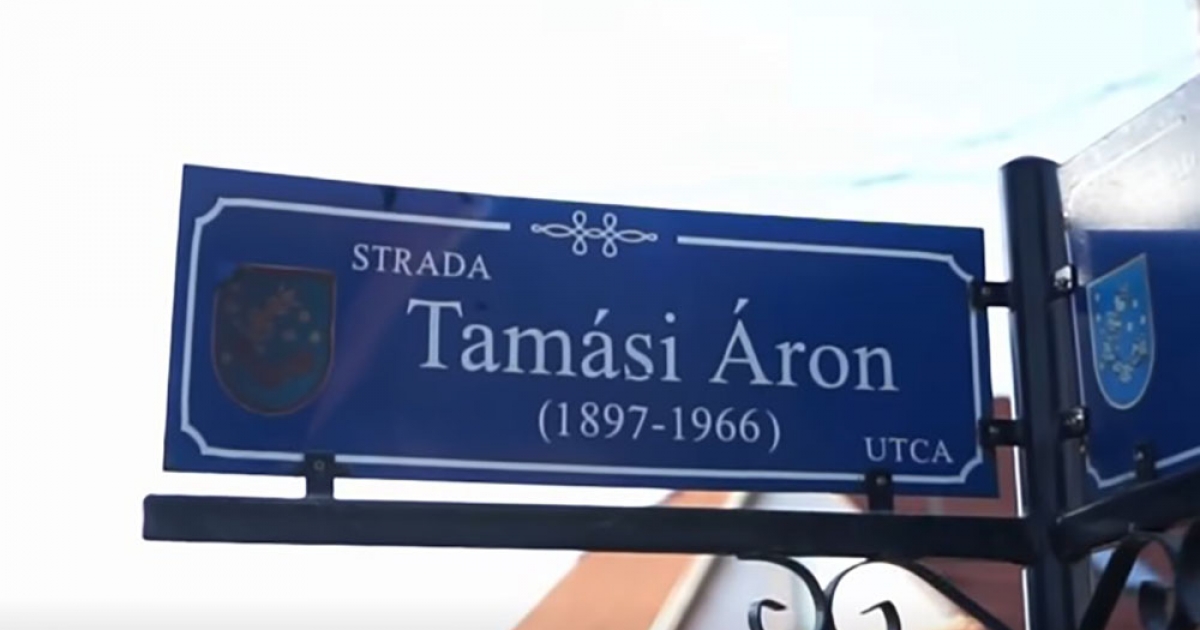 STRADA
Tamási Áron
(1897-1966)
UTCA